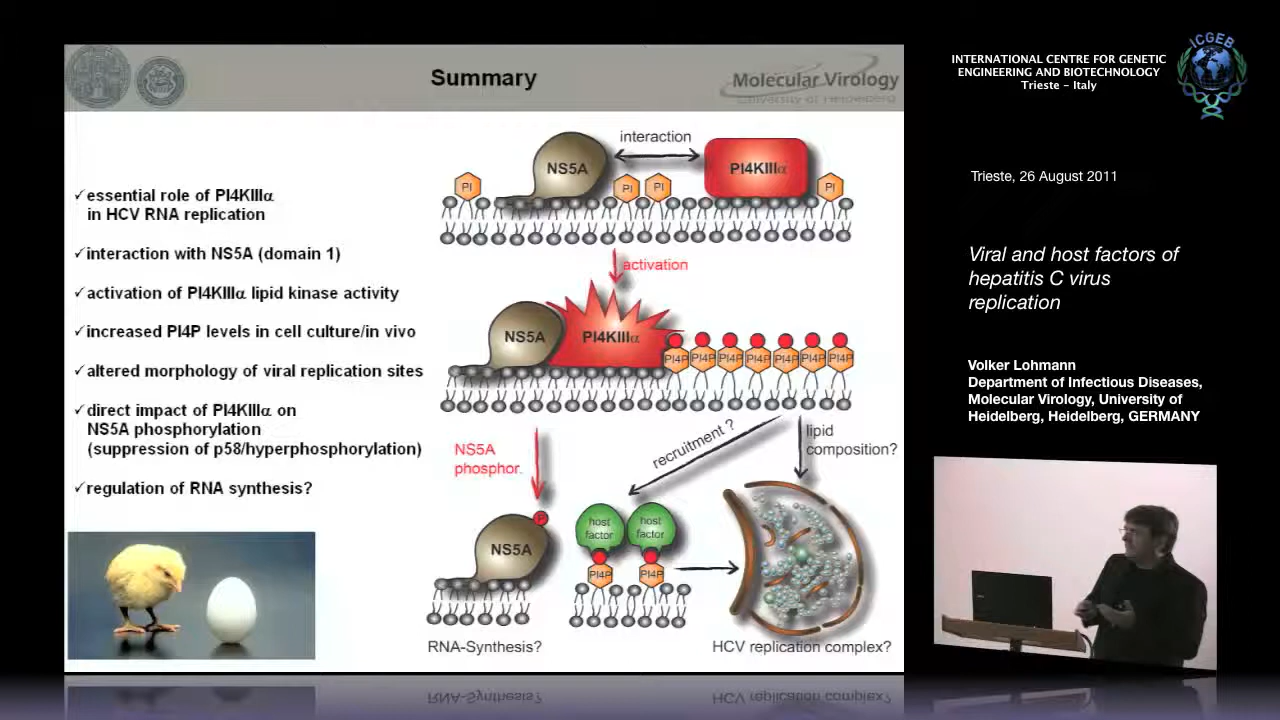 Summary
Molecular Virology
University of Heidelberg
✓essential role of PI4KIIIα
in HCV RNA replication
✓interaction with NS5A (domain 1)
✓activation of PI4KIIIα lipid kinase activity
✓increased PI4P levels in cell culture/in vivo
✓altered morphology of viral replication sites
✓direct impact of PI4KIIIα on
NS5A phosphorylation
(suppression of p58/hyperphosphorylation)
✓regulation of RNA synthesis?
interaction
NS5A
PI4KIIIα
PI
PI
PI
PI
activation
NS5A
PI4KIIIα
PI4P
PI4P
PI4P
PI4P
PI4P
PI4P
PI4P
NS5A
phosphor.
recruitment ?
lipid
composition?
P
NS5A
host
factor
host
factor
PI4P
PI4P
RNA-Synthesis?
HCV replication complex?
INTERNATIONAL CENTRE FOR GENETIC
ENGINEERING AND BIOTECHNOLOGY
Trieste - Italy
ICGEB
Trieste, 26 August 2011
Viral and host factors of
hepatitis C virus
replication
Volker Lohmann
Department of Infectious Diseases,
Molecular Virology, University of
Heidelberg, Heidelberg, GERMANY